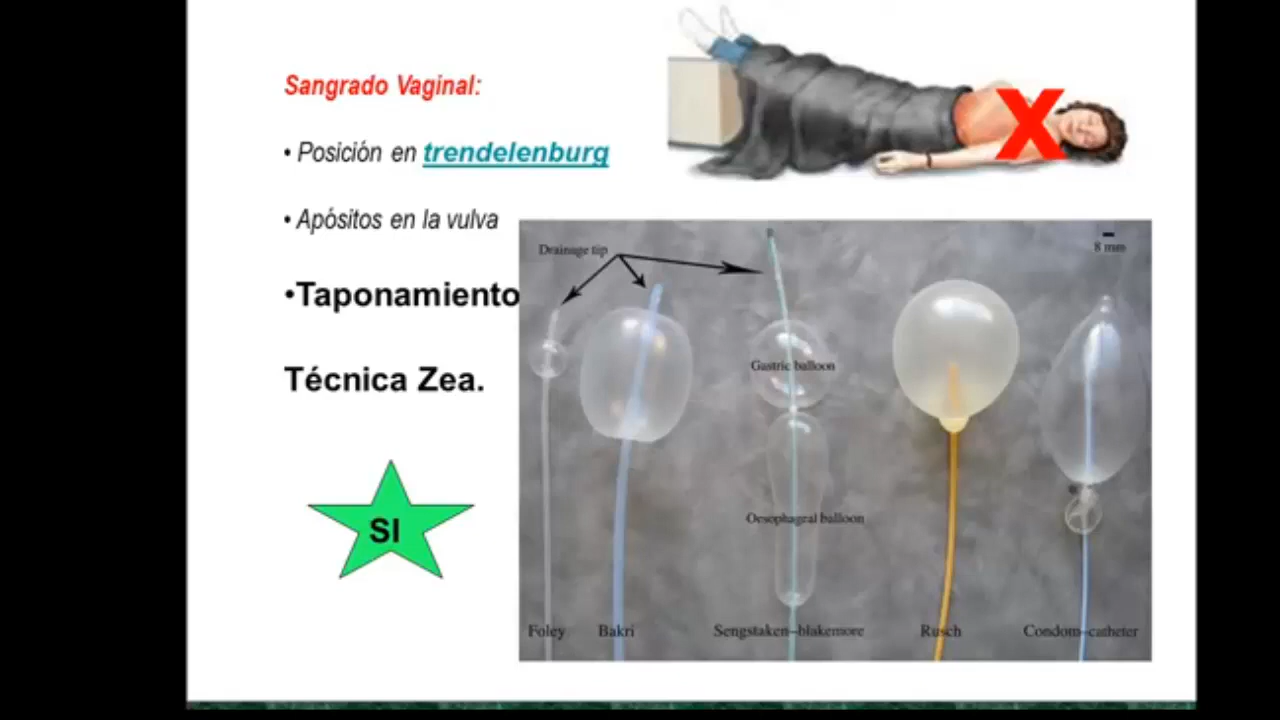 Sangrado Vaginal:
• Posición en trendelenburg
• Apósitos en la vulva
•Taponamiento
Técnica Zea.
SI
X
Drainage tip
8 mm
Gastric balloon
Oesophageal balloon
Foley
Bakri
Sengstaken–blakemore
Rusch
Condom–catheter